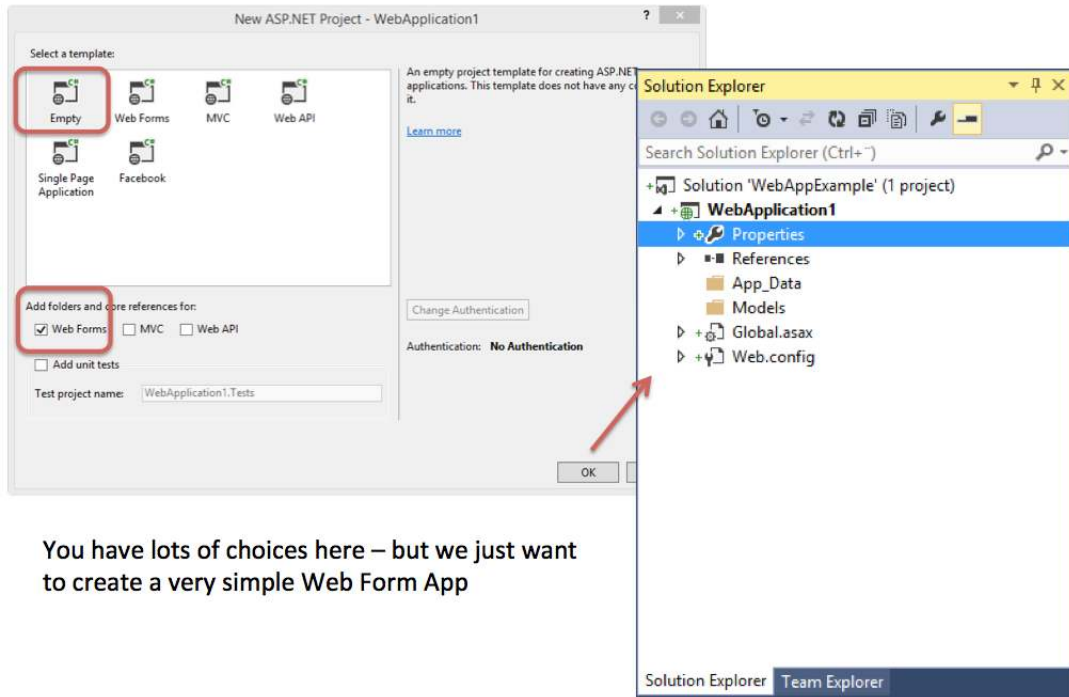 New ASP.NET Project - WebApplication1
?
Select a template:
Empty
Web Forms
MVC
Web API
Single Page
Application
Facebook
An empty project template for creating ASP.NET
applications. This template does not have any
it.
Learn more
Add folders and core references for:
Web Forms
MVC
Web API
Add unit tests
Test project name:
WebApplication1.Tests
Change Authentication
Authentication: No Authentication
OK
Solution Explorer
Search Solution Explorer (Ctrl+¨)
Solution 'WebAppExample' (1 project)
WebApplication1
Properties
References
App_Data
Models
Global.asax
Web.config
Solution Explorer
Team Explorer
You have lots of choices here – but we just want
to create a very simple Web Form App